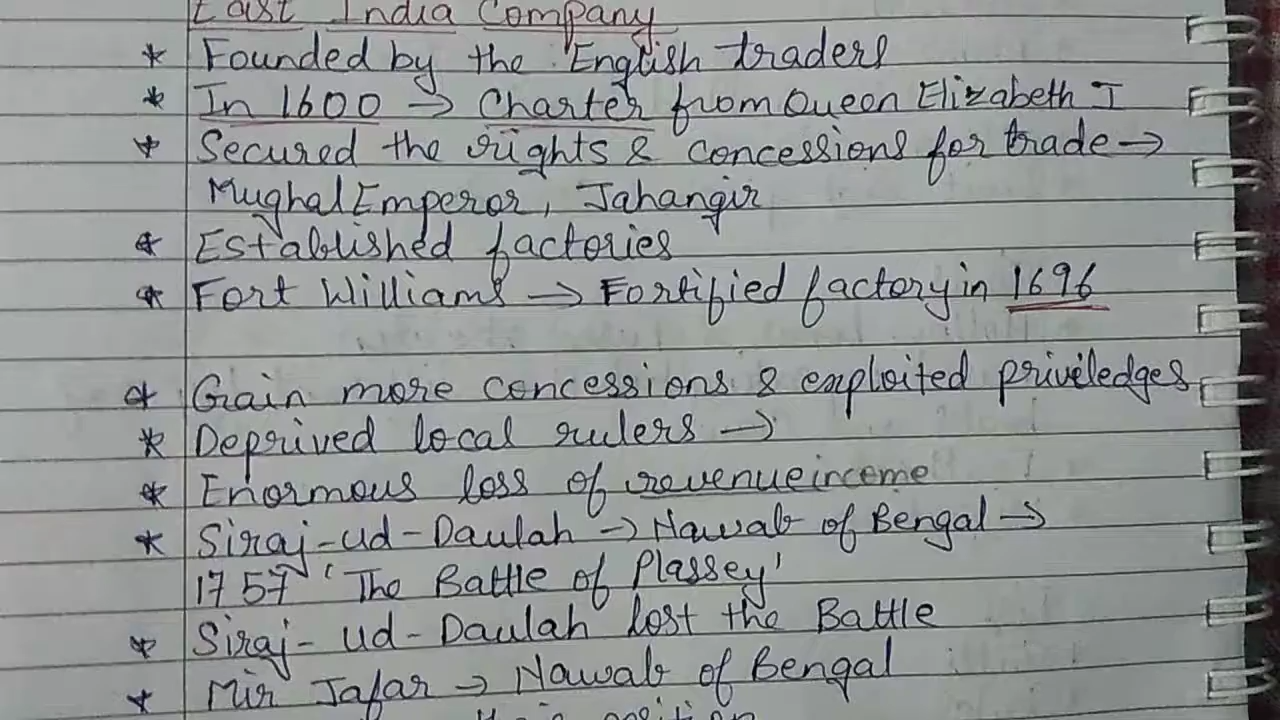 East India Company
* Founded by the English traders
* In 1600 → Charter from Queen Elizabeth I
* Secured the rights & concessions for trade →
Mughal Emperor, Jahangir
* Established factories
* Fort Williams → Fortified factory in 1696
* Gain more concessions & exploited priviledges
* Deprived local rulers →
* Enormous loss of revenue income
* Siraj-ud-Daulah → Nawab of Bengal →
1757 'The Battle of Plassey'
* Siraj-ud-Daulah lost the Battle
* Mir Jafar → Nawab of Bengal
position